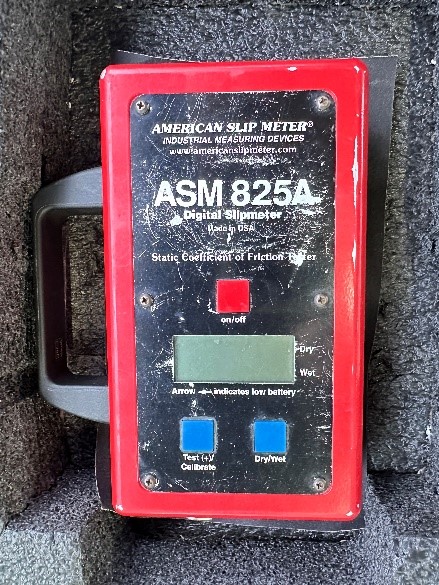 AMERICAN SLIP METER®
INDUSTRIAL MEASURING DEVICES
www.americanslipmeter.com
ASM 825A
Digital Slipmeter
Made in USA
Static Coefficient of Friction Tester
on/off
Dry
Wet
Arrow ← indicates low battery
Test (+)/
Calibrate
Dry/Wet